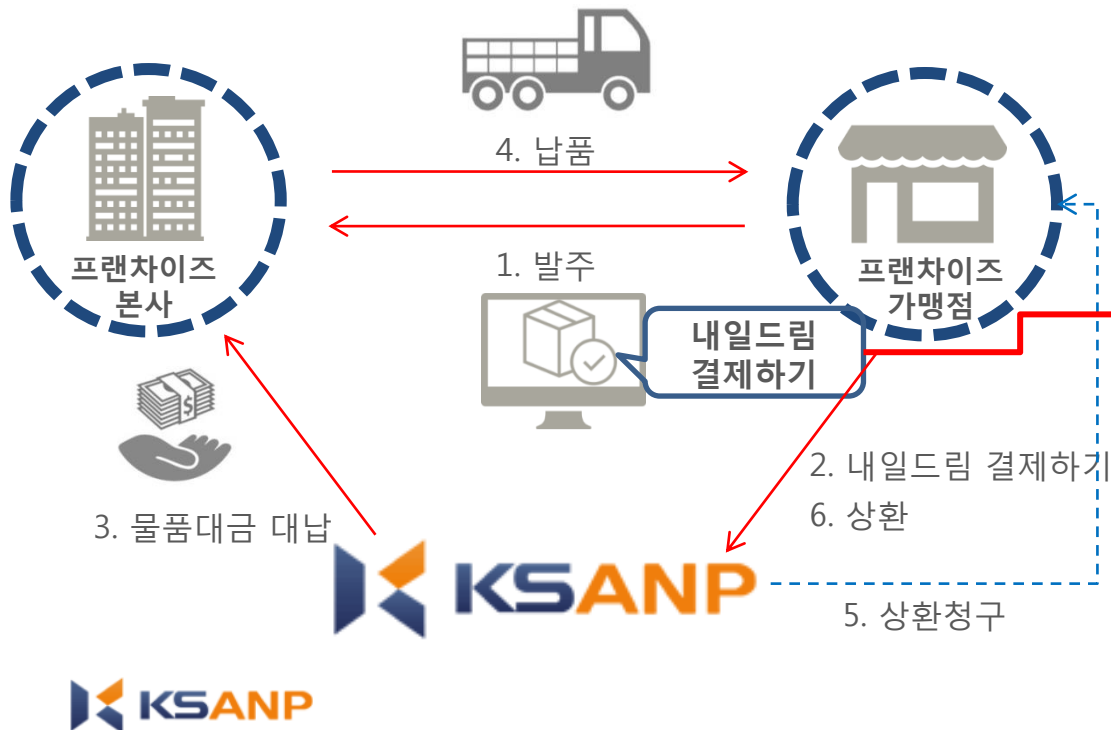 4. 납품
프랜차이즈
본사
1. 발주
프랜차이즈
가맹점
내일드림
결제하기
2. 내일드림 결제하기
6. 상환
3. 물품대금 대납
KSANP
5. 상환청구
KSANP